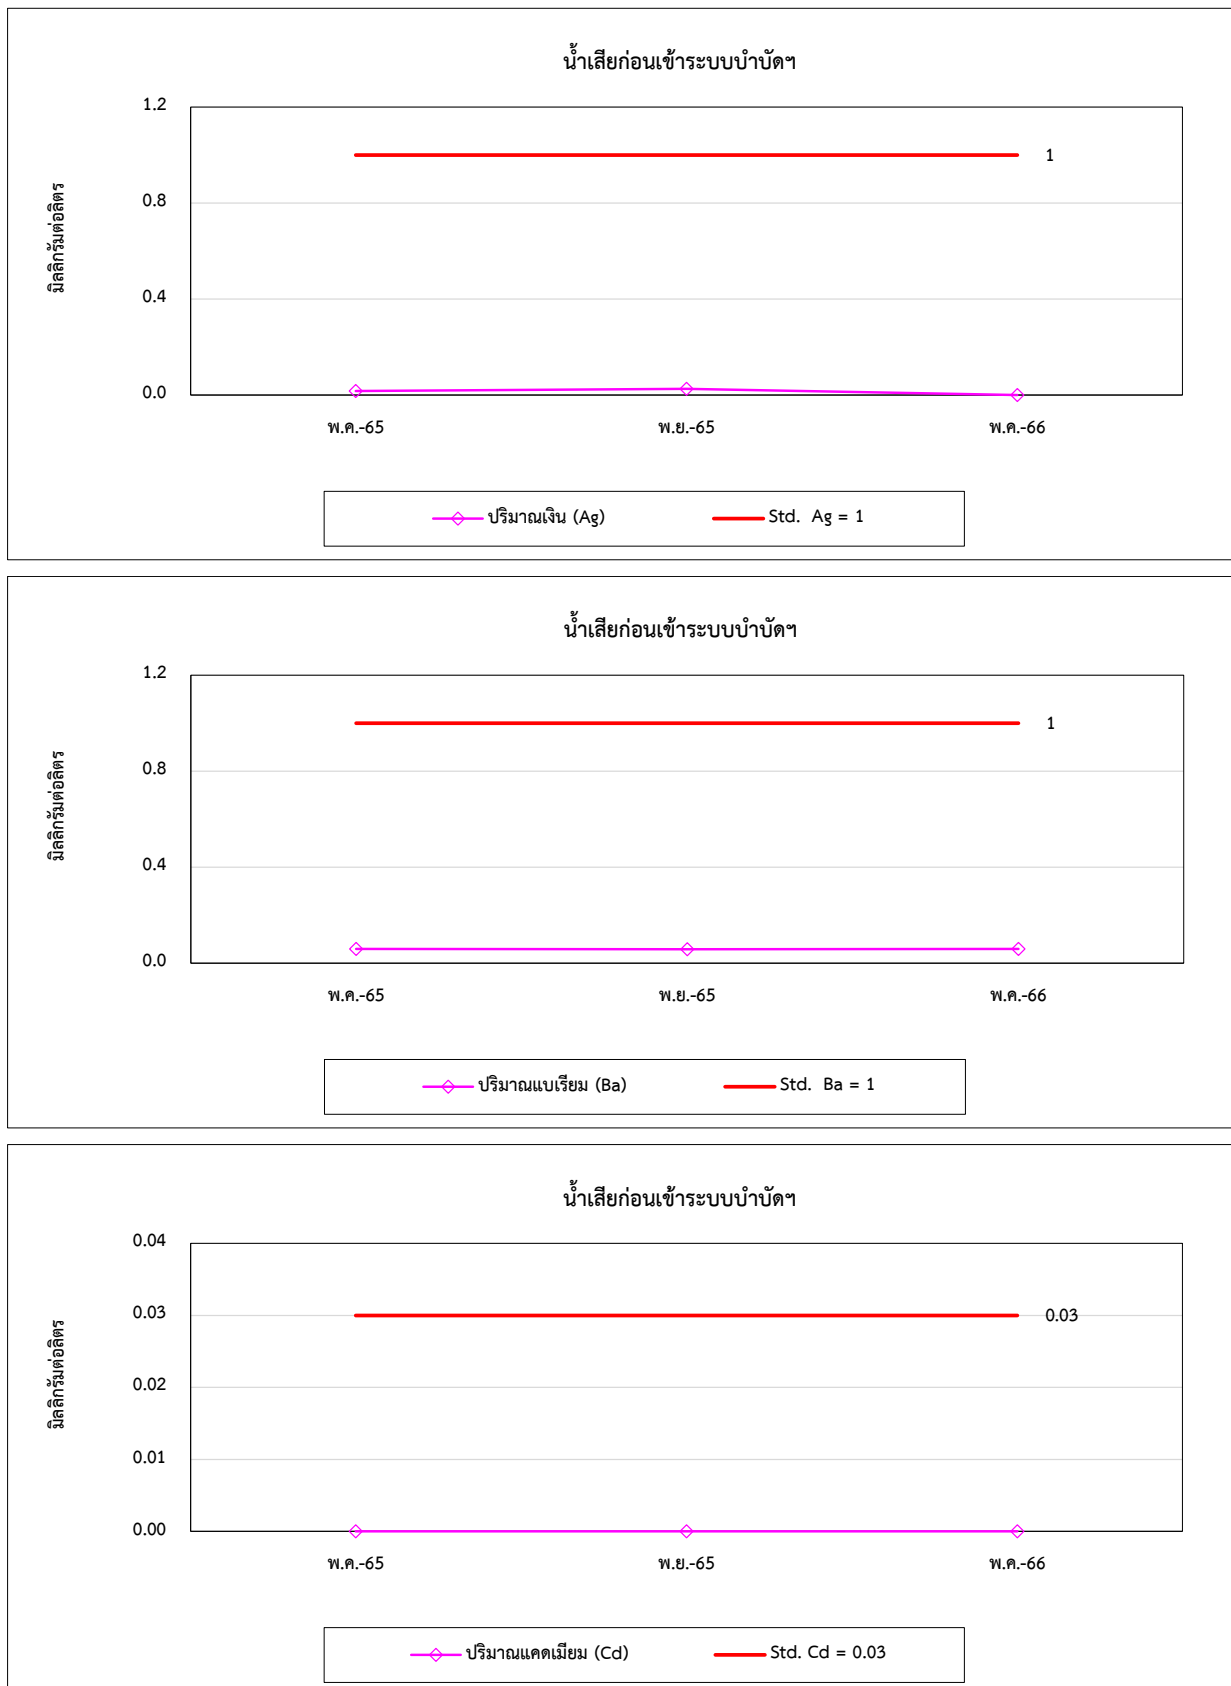 น้ำเสียก่อนเข้าระบบบำบัดฯ
มิลลิกรัมต่อลิตร
1.2
0.8
0.4
0.0
1
พ.ค.-65 พ.ย.-65 พ.ค.-66
ปริมาณเงิน (Ag) Std. Ag = 1
น้ำเสียก่อนเข้าระบบบำบัดฯ
มิลลิกรัมต่อลิตร
1.2
0.8
0.4
0.0
1
พ.ค.-65 พ.ย.-65 พ.ค.-66
ปริมาณแบเรียม (Ba) Std. Ba = 1
น้ำเสียก่อนเข้าระบบบำบัดฯ
มิลลิกรัมต่อลิตร
0.04
0.03
0.02
0.01
0.00
0.03
พ.ค.-65 พ.ย.-65 พ.ค.-66
ปริมาณแคดเมียม (Cd) Std. Cd = 0.03